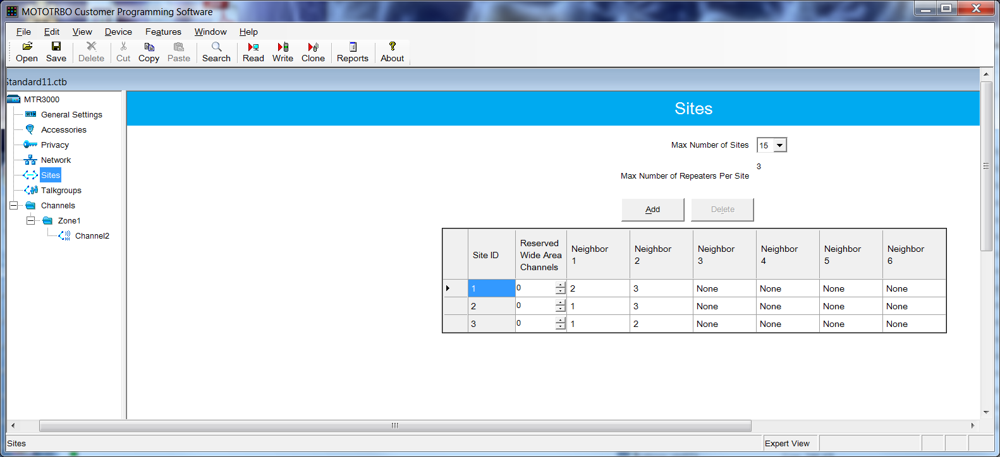 MOTOTRBO Customer Programming Software
File Edit View Device Features Window Help
Open Save Delete Cut Copy Paste Search Read Write Clone Reports About
Standard11.ctb
MTR3000
General Settings
Accessories
Privacy
Network
Sites
Talkgroups
Channels
Zone1
Channel2
Sites
Max Number of Sites 15
3
Max Number of Repeaters Per Site
Add Delete
Site ID Reserved Wide Area Channels Neighbor 1 Neighbor 2 Neighbor 3 Neighbor 4 Neighbor 5 Neighbor 6
1 0 2 3 None None None None
2 0 1 3 None None None None
3 0 1 2 None None None None
Sites Expert View